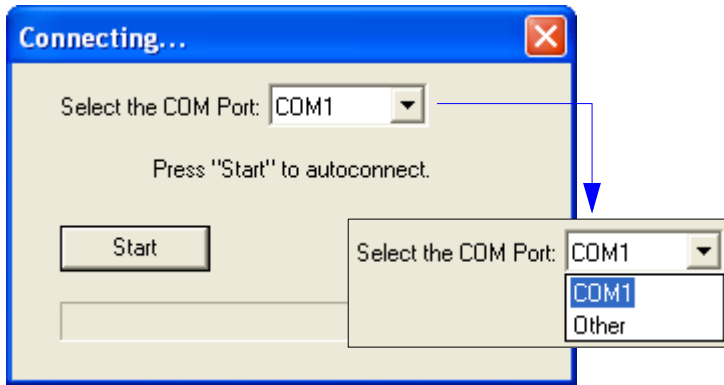 Connecting...
Select the COM Port: COM1
Press "Start" to autoconnect.
Start
Select the COM Port: COM1
COM1
Other